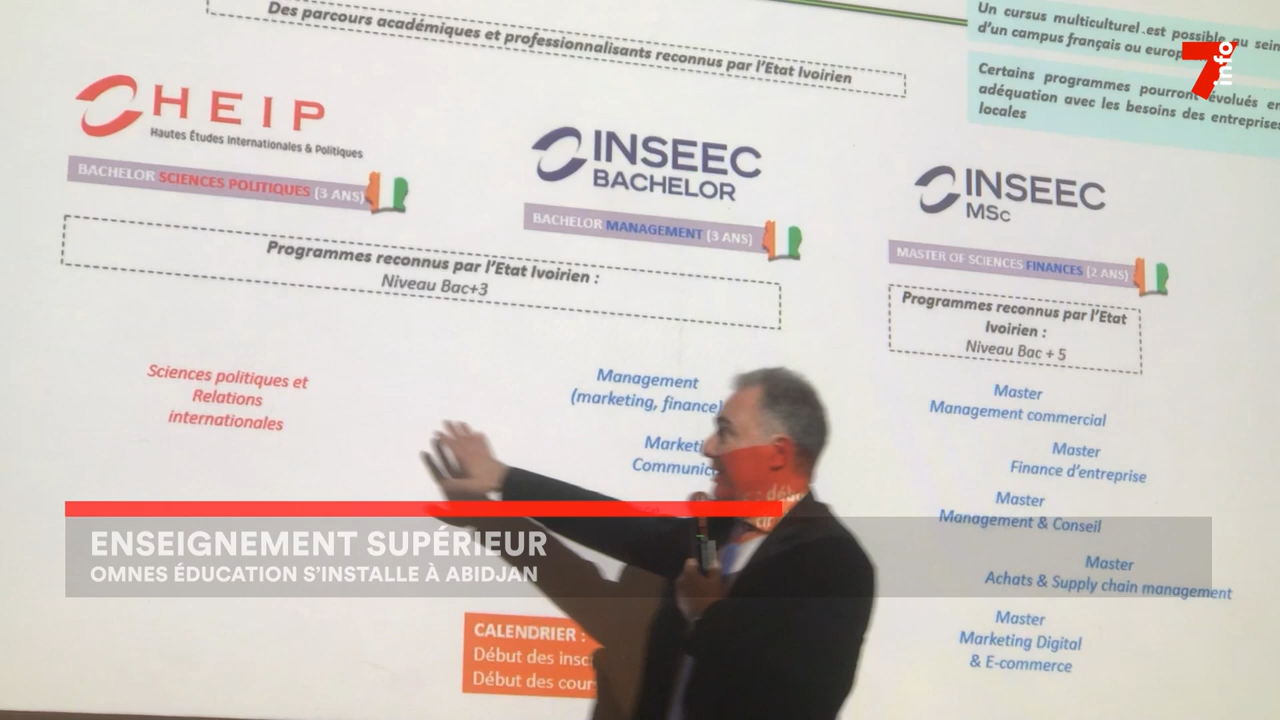 Des parcours académiques et professionnalisants reconnus par l'Etat Ivoirien
Un cursus multiculturel est possible au sein
d'un campus français ou
Certains programmes pourront évolués en
adéquation avec les besoins des entreprises
locales
7info
HEIP
Hautes Études Internationales & Politiques
BACHELOR SCIENCES POLITIQUES (3 ANS)
INSEEC
BACHELOR
BACHELOR MANAGEMENT (3 ANS)
INSEEC
MSc
MASTER OF SCIENCES FINANCES (2 ANS)
Programmes reconnus par l'Etat Ivoirien :
Niveau Bac+3
Programmes reconnus par l'Etat
Ivoirien :
Niveau Bac + 5
Sciences politiques et
Relations
internationales
Management
(marketing, finance)
Master
Management commercial
Master
Finance d'entreprise
Master
Management & Conseil
Master
Achats & Supply chain management
Master
Marketing Digital
& E-commerce
ENSEIGNEMENT SUPÉRIEUR
OMNES ÉDUCATION S'INSTALLE À ABIDJAN
CALENDRIER :
Début des
Début des